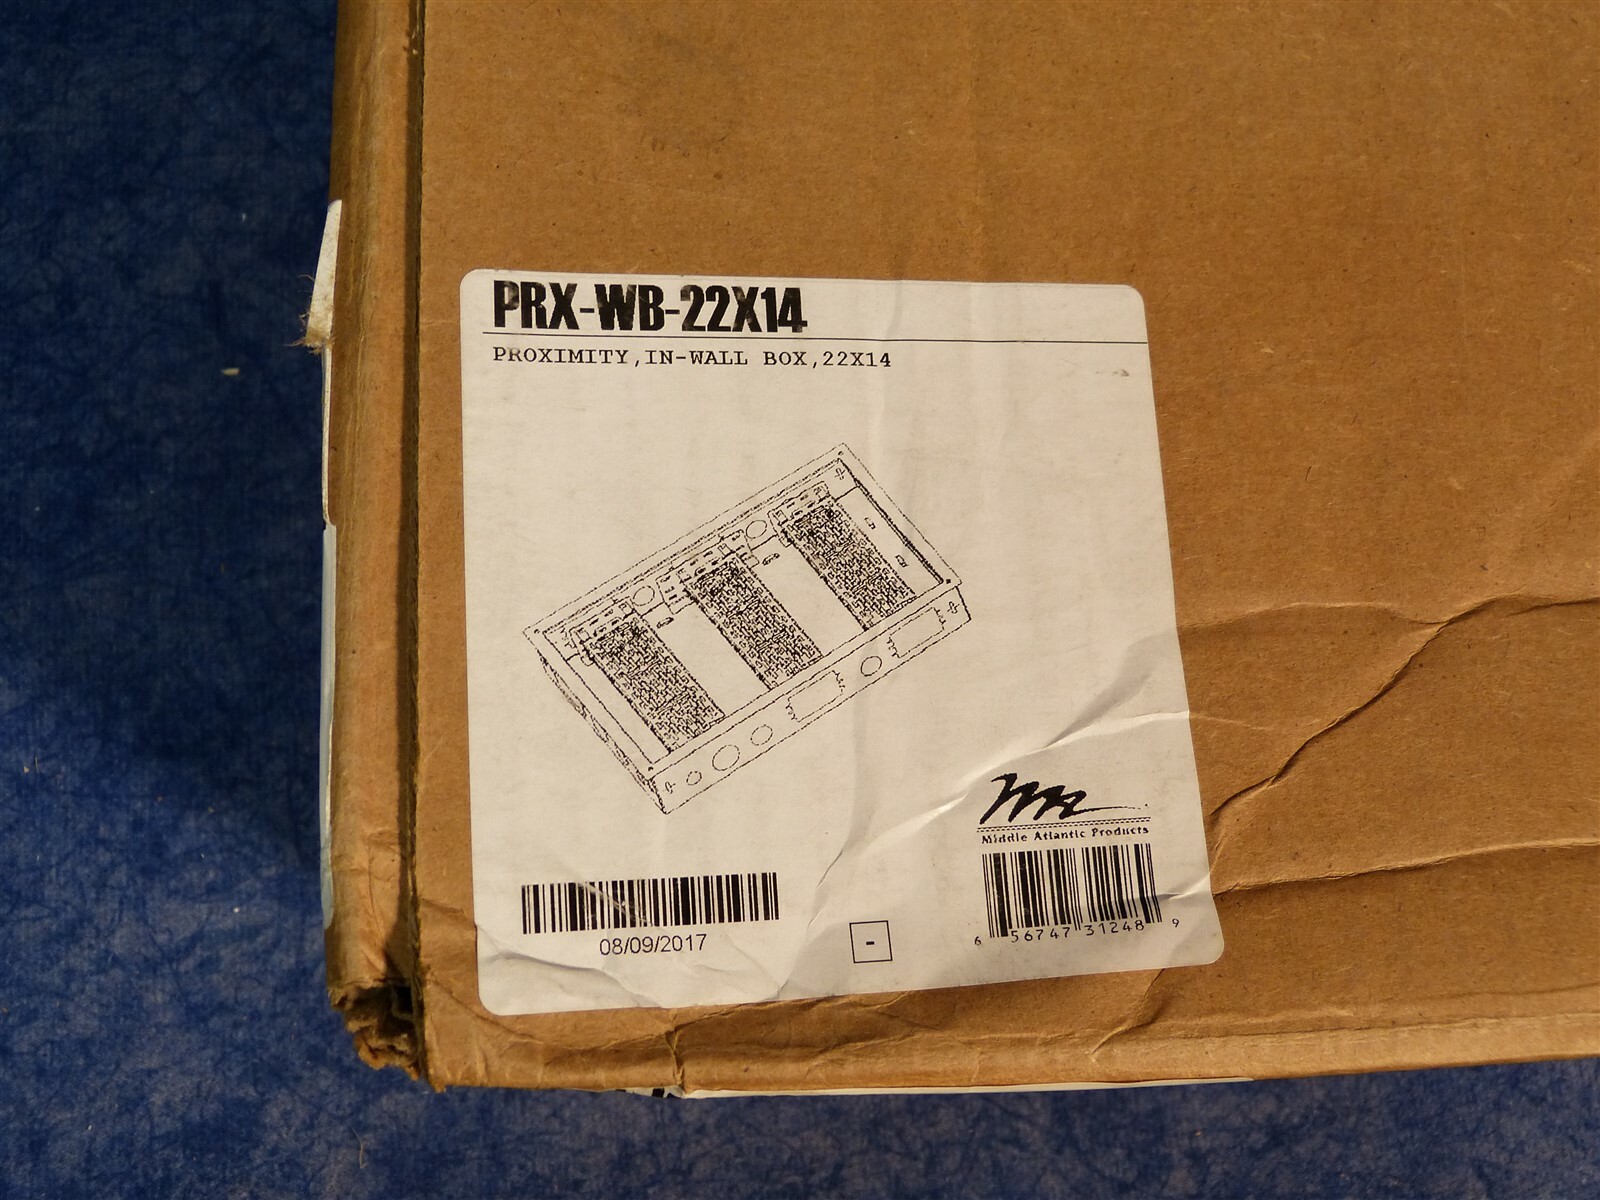 PRX-WB-22X14
PROXIMITY,IN-WALL BOX,22X14
Middle Atlantic Products
08/09/2017
-
6 56747 31248 9